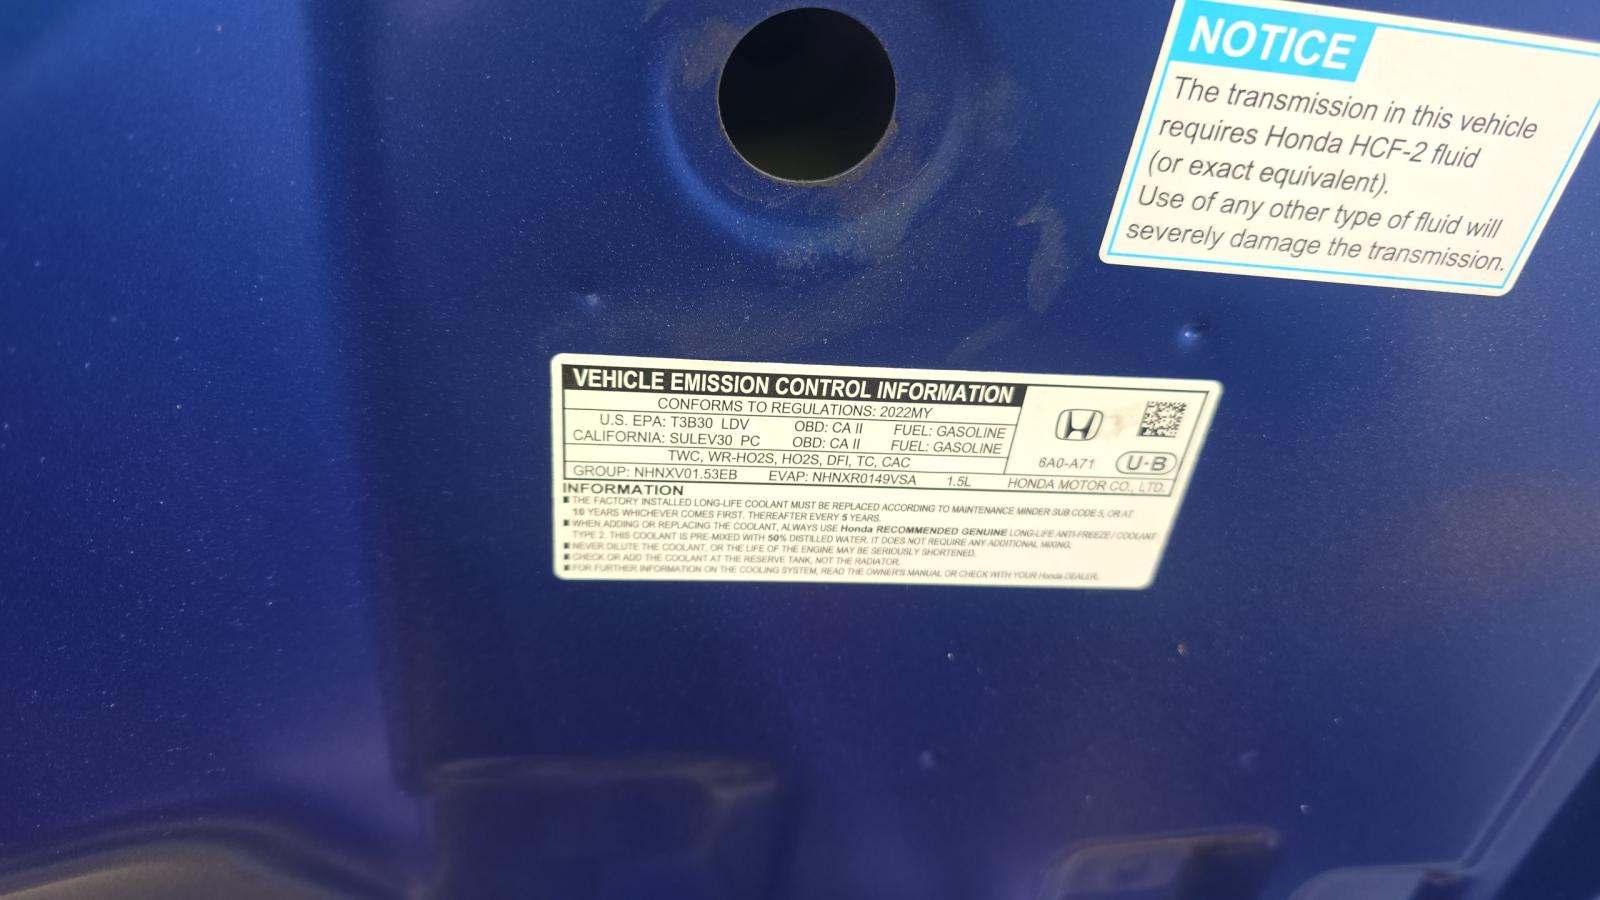 NOTICE
The transmission in this vehicle
requires Honda HCF-2 fluid
(or exact equivalent).
Use of any other type of fluid will
severely damage the transmission.
VEHICLE EMISSION CONTROL INFORMATION
CONFORMS TO REGULATIONS: 2022MY
U.S. EPA: T3B30 LDV OBD: CA II FUEL: GASOLINE
CALIFORNIA: SULEV30 PC OBD: CA II FUEL: GASOLINE
TWC, WR-HO2S, HO2S, DFI, TC, CAC
GROUP: NHNXV01.53EB EVAP: NHNXR0149VSA 1.5L
6A0-A71 U-B
HONDA MOTOR CO., LTD.
INFORMATION
THE FACTORY INSTALLED LONG-LIFE COOLANT MUST BE REPLACED ACCORDING TO MAINTENANCE MINDER SUB CODE 5, OR AT
10 YEARS WHICHEVER COMES FIRST. THEREAFTER EVERY 5 YEARS.
WHEN ADDING OR REPLACING THE COOLANT, ALWAYS USE Honda RECOMMENDED GENUINE LONG-LIFE ANTI-FREEZE / COOLANT
TYPE 2. THIS COOLANT IS PRE-MIXED WITH 50% DISTILLED WATER. IT DOES NOT REQUIRE ANY ADDITIONAL MIXING.
NEVER DILUTE THE COOLANT, OR THE LIFE OF THE ENGINE MAY BE SERIOUSLY SHORTENED.
CHECK OR ADD THE COOLANT AT THE RESERVE TANK, NOT THE RADIATOR.
FOR FURTHER INFORMATION ON THE COOLING SYSTEM, READ THE OWNER'S MANUAL OR CHECK WITH YOUR Honda DEALER.